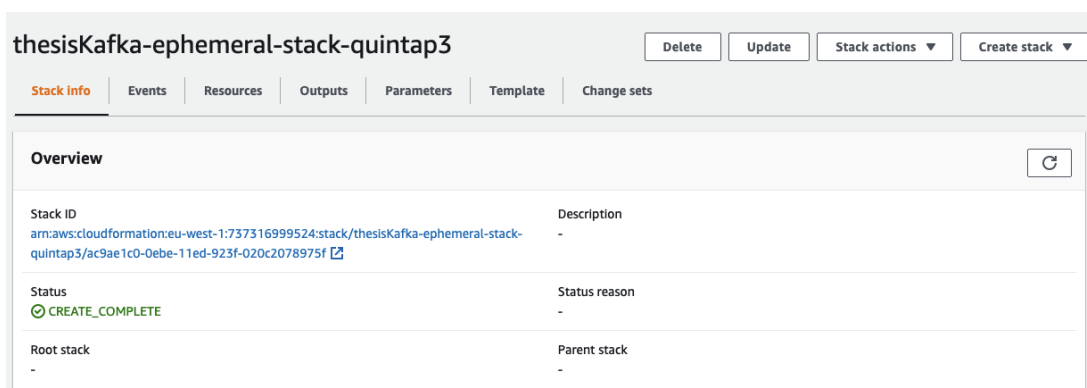 thesisKafka-ephemeral-stack-quintap3
Delete
Update
Stack actions
Create stack
Stack info
Events
Resources
Outputs
Parameters
Template
Change sets
Overview
Stack ID
arn:aws:cloudformation:eu-west-1:737316999524:stack/thesisKafka-ephemeral-stack-
quintap3/ac9ae1c0-0ebe-11ed-923f-020c2078975f
Description
-
Status
CREATE_COMPLETE
Status reason
-
Root stack
-
Parent stack
-